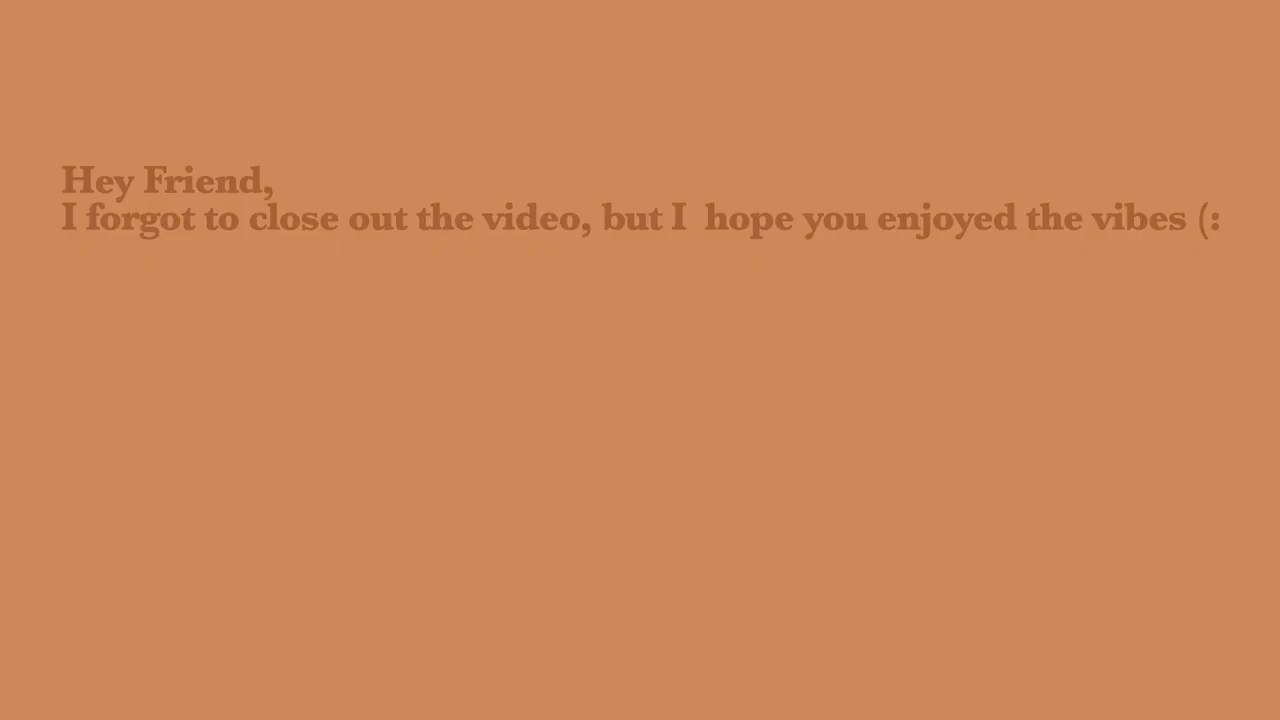 Hey Friend,
I forgot to close out the video, but I  hope you enjoyed the vibes (: